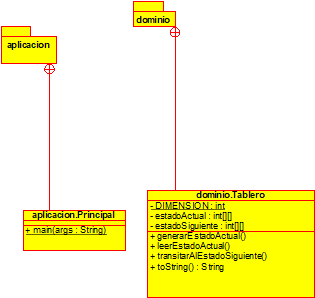 dominio
aplicacion
aplicacion.Principal
+ main(args : String)
dominio.Tablero
- DIMENSION : int
- estadoActual : int[][]
- estadoSiguiente : int[][]
+ generarEstadoActual()
+ leerEstadoActual()
+ transitarAlEstadoSiguiente()
+ toString() : String